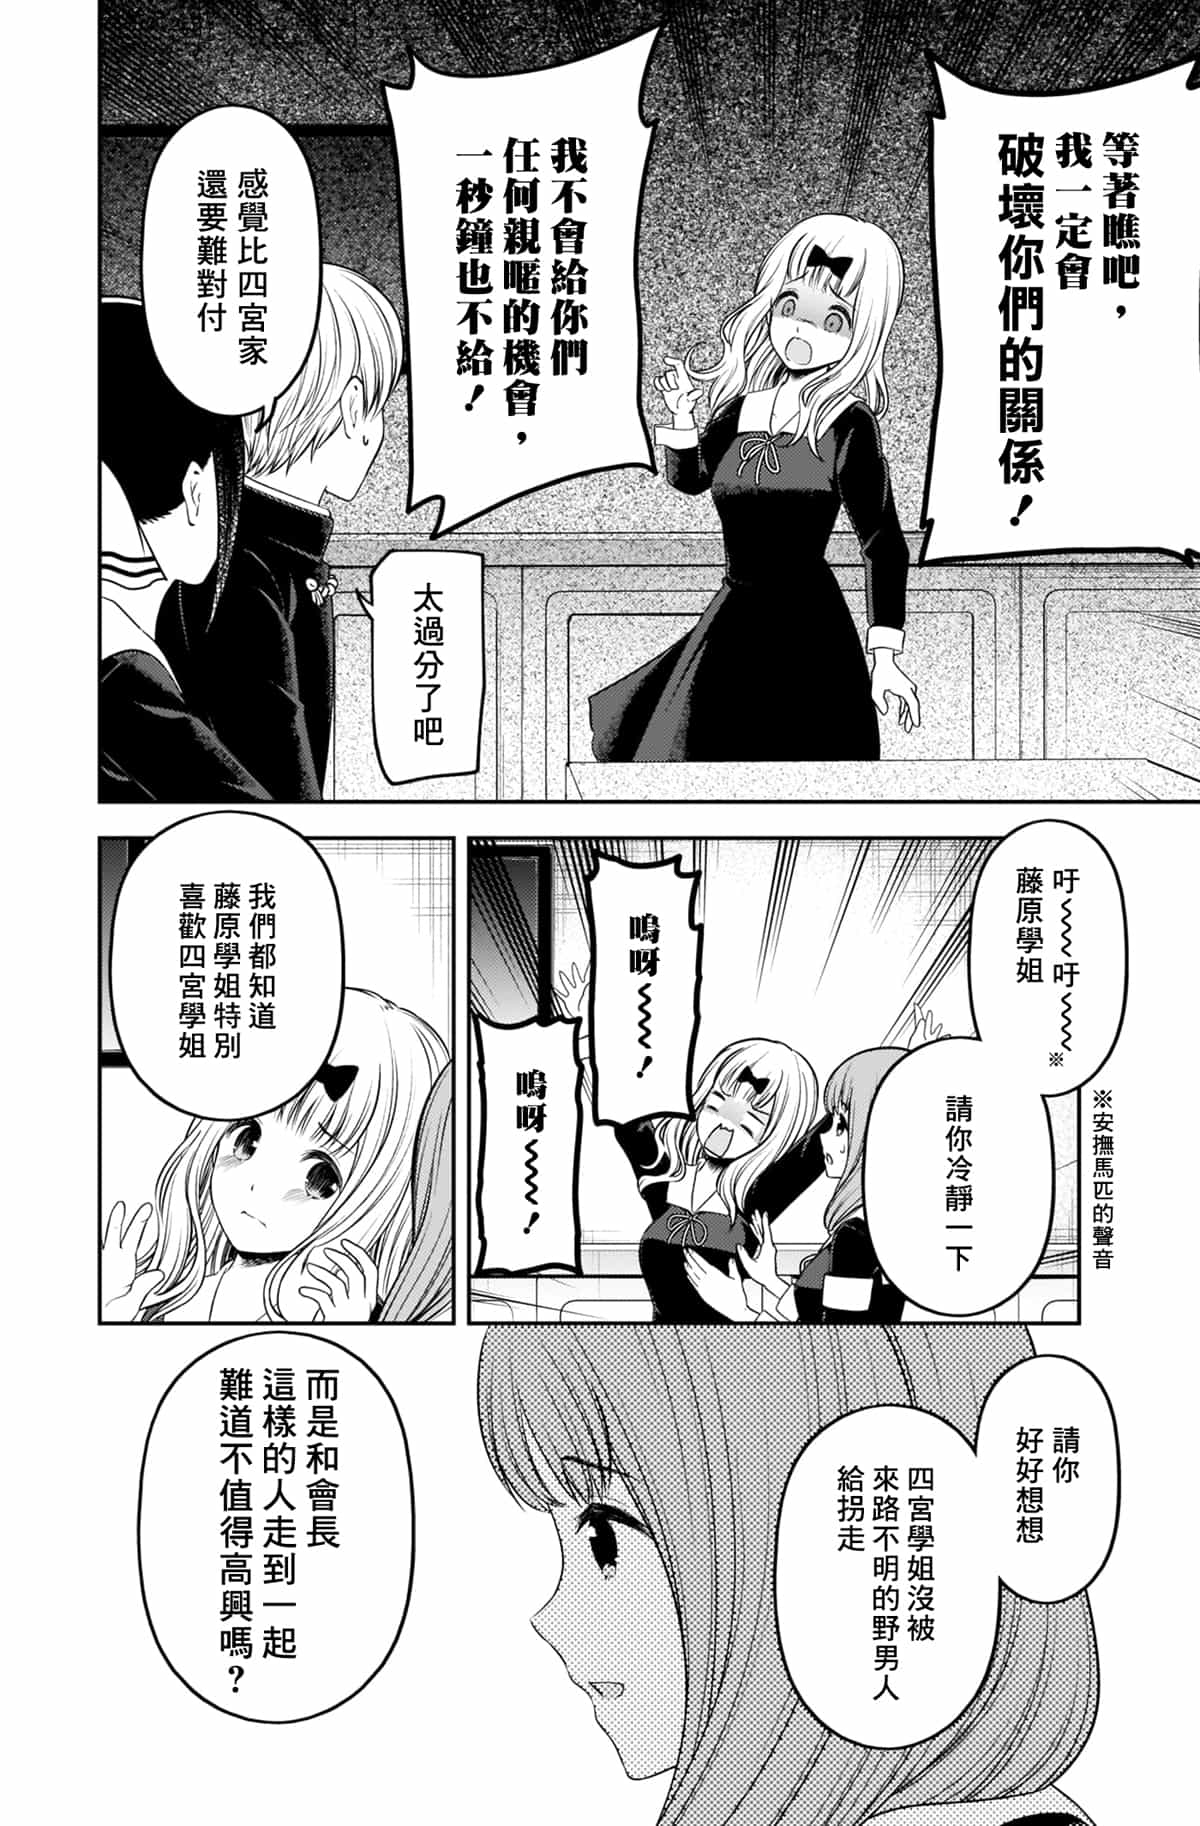 等著瞧吧，
我一定會
破壞你們的關係！
我不會給你們
任何親暱的機會，
一秒鐘也不給！
感覺比四宮家
還要難對付
太過分了吧
吁～～吁～～※
藤原學姐
請你冷靜一下
※安撫馬匹的聲音
嗚呀～～！
嗚呀～～！
我們都知道
藤原學姐特別
喜歡四宮學姐
請你
好好想想
四宮學姐沒被
來路不明的野男人
給拐走
而是和會長
這樣的人走到一起
難道不值得高興嗎？